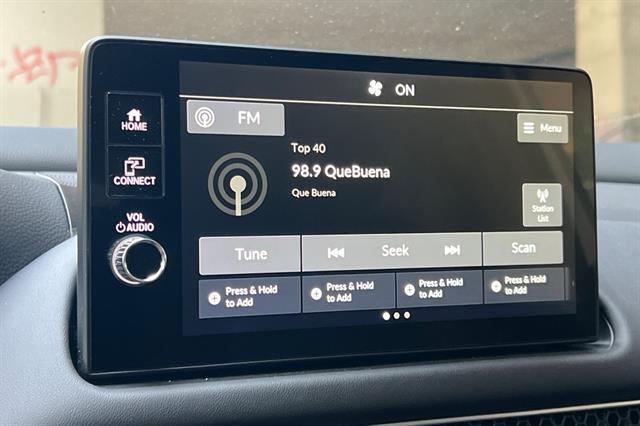 ON
FM
HOME
Menu
Top 40
98.9 QueBuena
Que Buena
CONNECT
Station
List
VOL
AUDIO
Tune
Seek
Scan
Press & Hold
to Add
Press & Hold
to Add
Press & Hold
to Add
Press & Hold
to Add